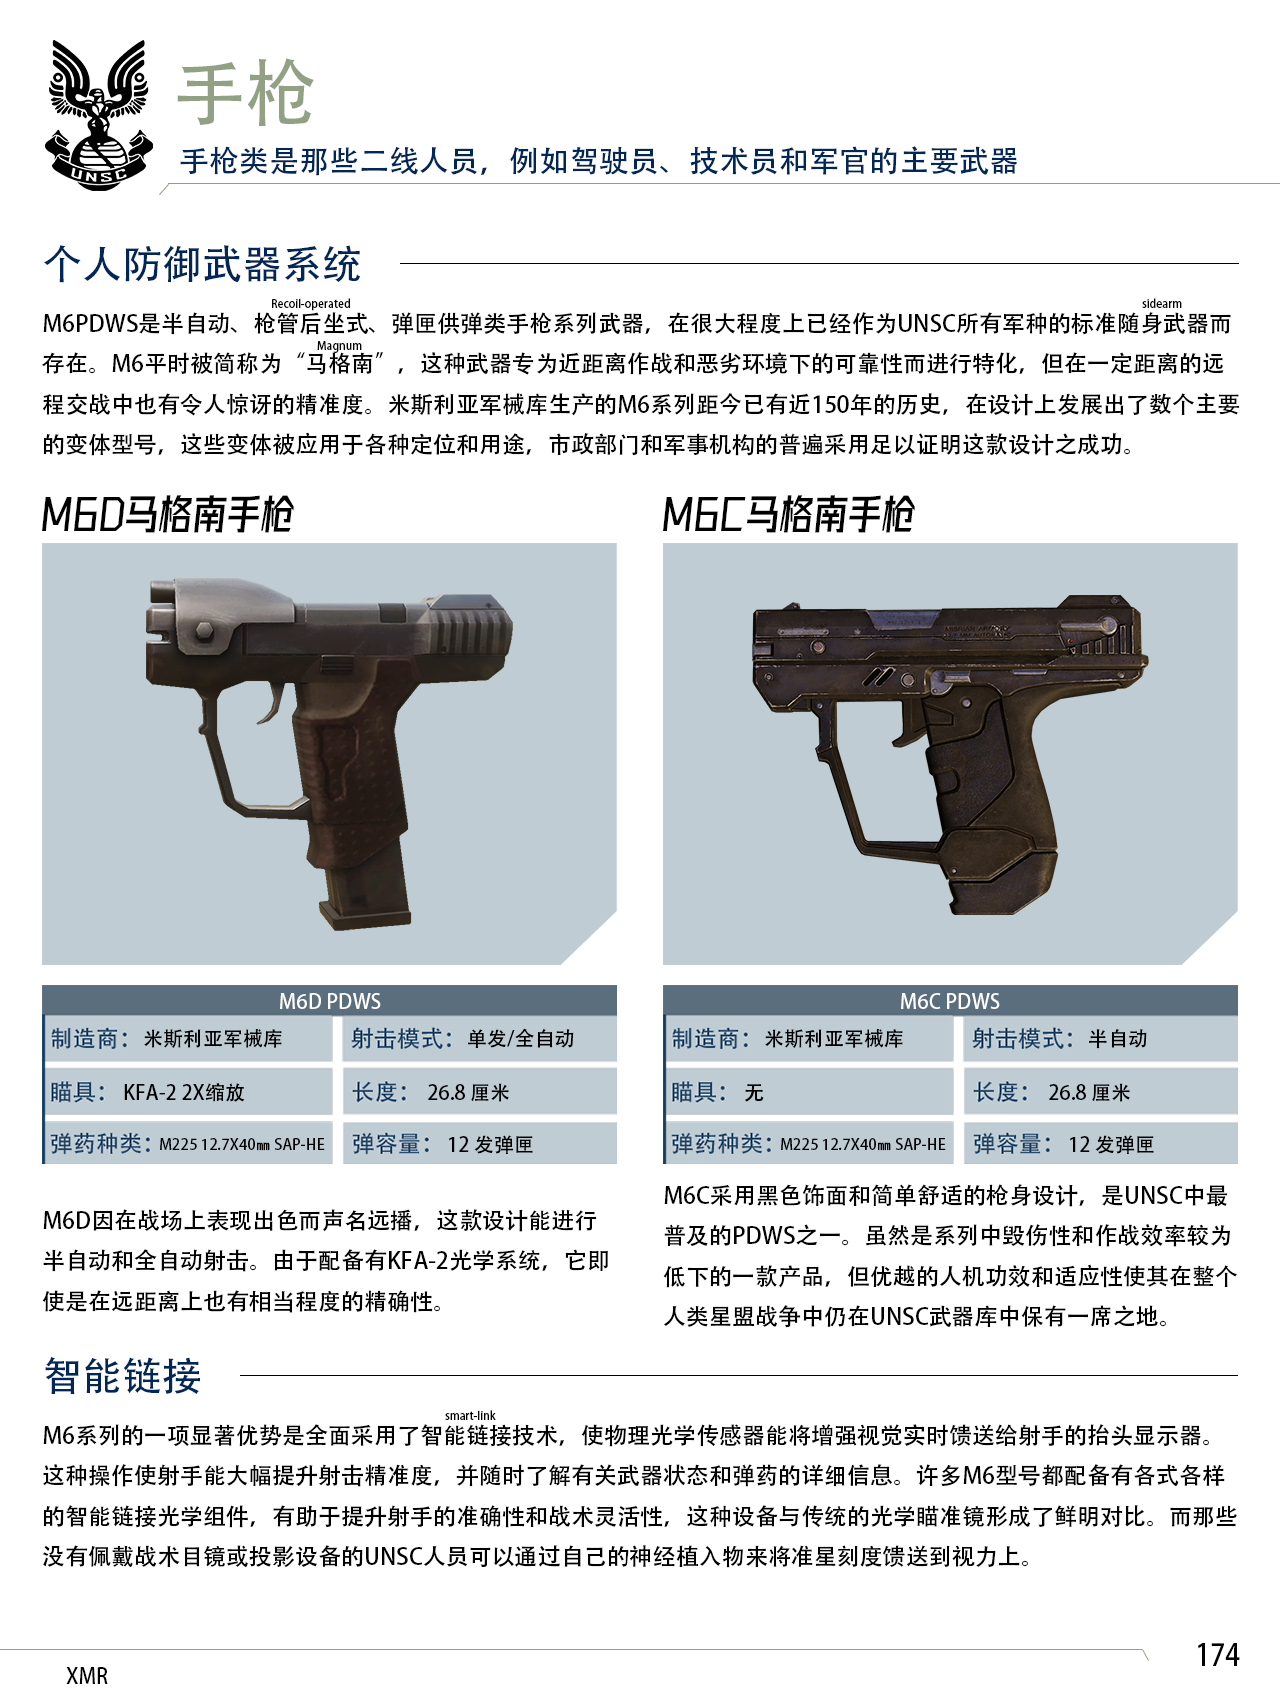 UNSC
手枪
手枪类是那些二线人员，例如驾驶员、技术员和军官的主要武器
个人防御武器系统
Recoil-operated
sidearm
M6PDWS是半自动、枪管后坐式、弹匣供弹类手枪系列武器，在很大程度上已经作为UNSC所有军种的标准随身武器而
Magnum
存在。M6平时被简称为“马格南”，这种武器专为近距离作战和恶劣环境下的可靠性而进行特化，但在一定距离的远
程交战中也有令人惊讶的精准度。米斯利亚军械库生产的M6系列距今已有近150年的历史，在设计上发展出了数个主要
的变体型号，这些变体被应用于各种定位和用途，市政部门和军事机构的普遍采用足以证明这款设计之成功。
M6D马格南手枪
M6D PDWS
制造商：米斯利亚军械库
射击模式：单发/全自动
瞄具：KFA-2 2X缩放
长度：26.8 厘米
弹药种类：M225 12.7X40㎜ SAP-HE
弹容量：12 发弹匣
M6D因在战场上表现出色而声名远播，这款设计能进行
半自动和全自动射击。由于配备有KFA-2光学系统，它即
使是在远距离上也有相当程度的精确性。
M6C马格南手枪
M6C PDWS
制造商：米斯利亚军械库
射击模式：半自动
瞄具：无
长度：26.8 厘米
弹药种类：M225 12.7X40㎜ SAP-HE
弹容量：12 发弹匣
M6C采用黑色饰面和简单舒适的枪身设计，是UNSC中最
普及的PDWS之一。虽然是系列中毁伤性和作战效率较为
低下的一款产品，但优越的人机功效和适应性使其在整个
人类星盟战争中仍在UNSC武器库中保有一席之地。
智能链接
smart-link
M6系列的一项显著优势是全面采用了智能链接技术，使物理光学传感器能将增强视觉实时馈送给射手的抬头显示器。
这种操作使射手能大幅提升射击精准度，并随时了解有关武器状态和弹药的详细信息。许多M6型号都配备有各式各样
的智能链接光学组件，有助于提升射手的准确性和战术灵活性，这种设备与传统的光学瞄准镜形成了鲜明对比。而那些
没有佩戴战术目镜或投影设备的UNSC人员可以通过自己的神经植入物来将准星刻度馈送到视力上。
174
XMR